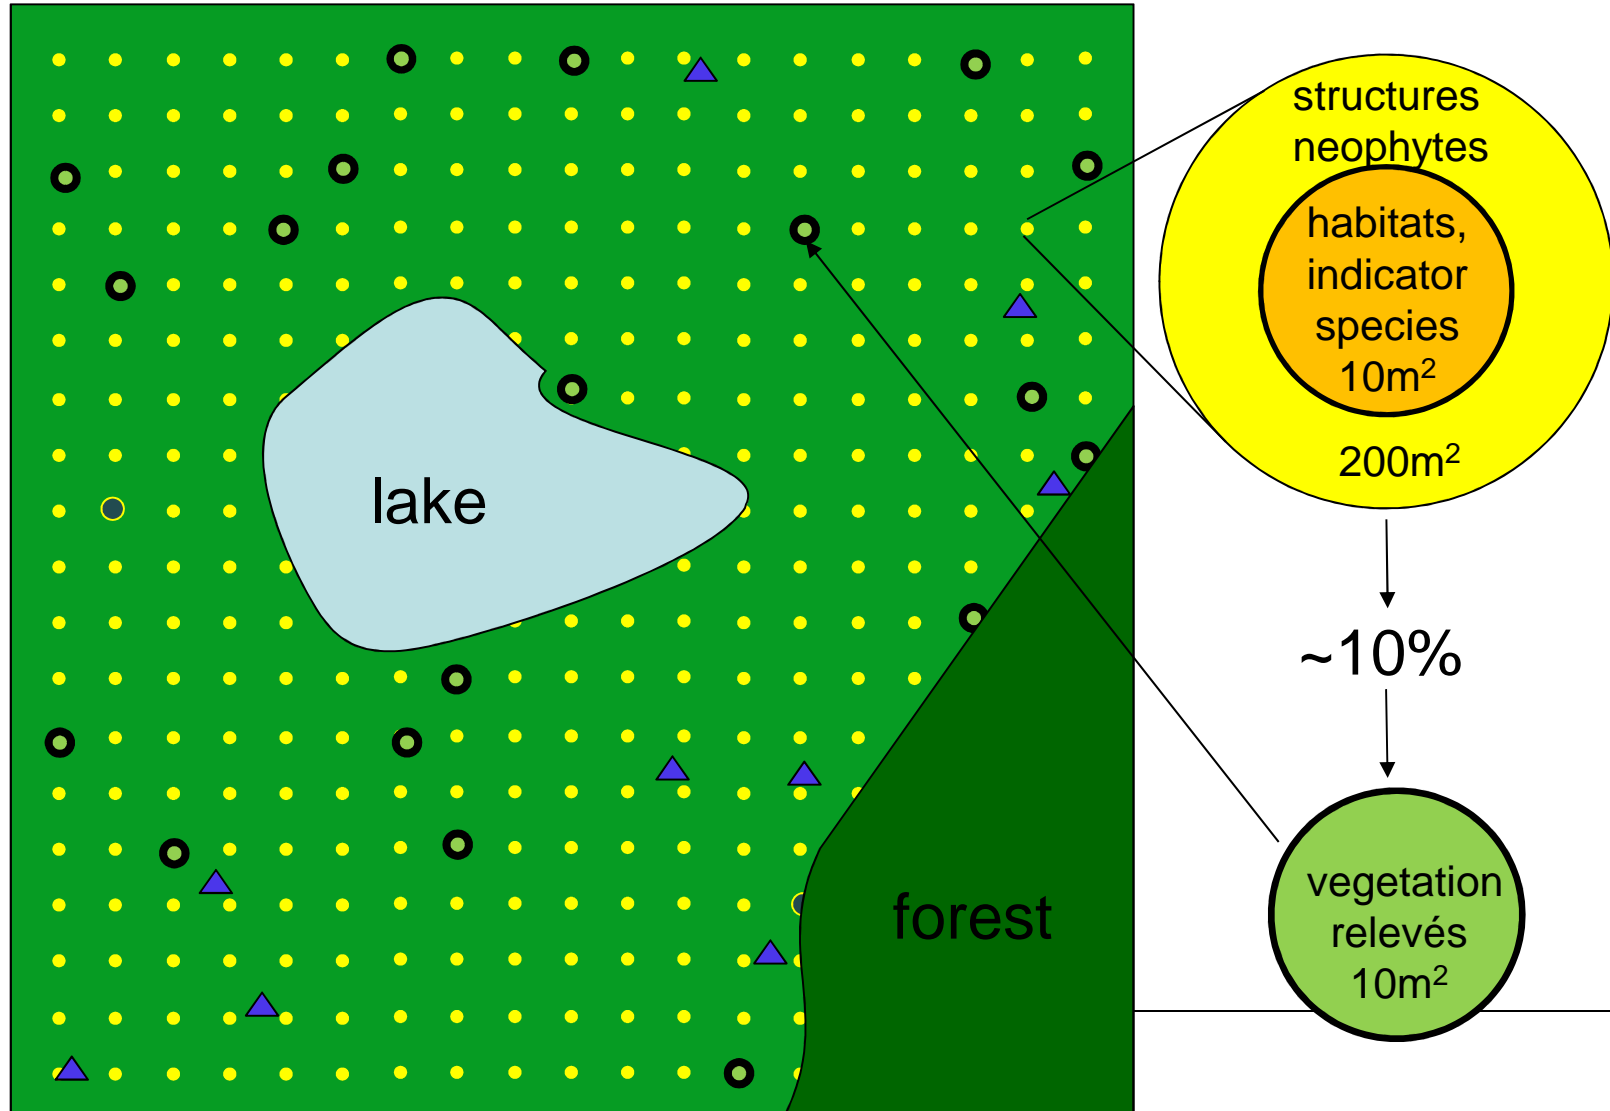 structures
neophytes
habitats,
indicator
species
10m²
200m²
lake
~10%
forest
vegetation
relevés
10m²